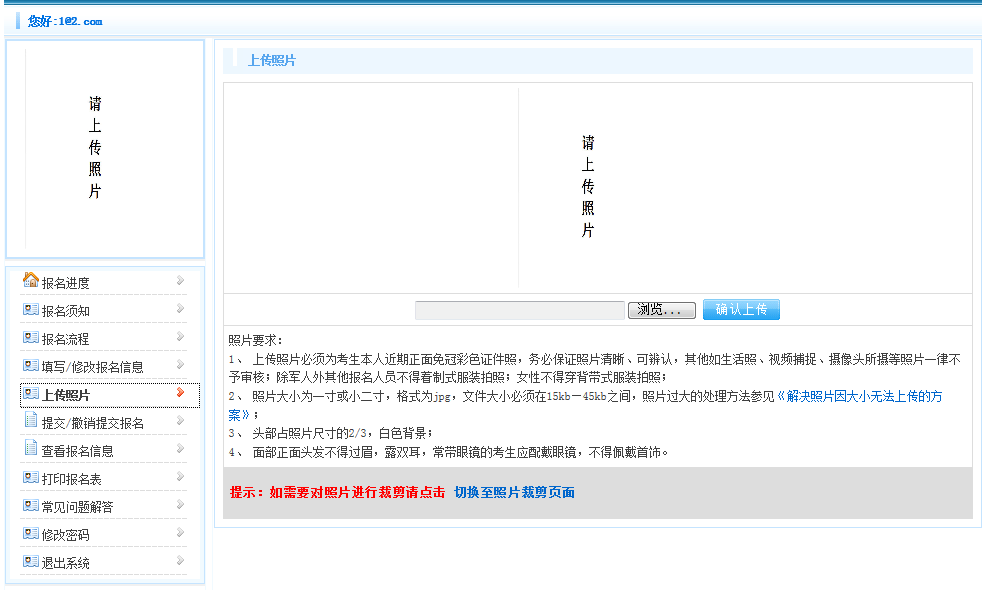 您好:1@2.com
请
上
传
照
片
报名进度
报名须知
报名流程
填写/修改报名信息
上传照片
提交/撤销提交报名
查看报名信息
打印报名表
常见问题解答
修改密码
退出系统
上传照片
请
上
传
照
片
浏览... 确认上传
照片要求：
1、 上传照片必须为考生本人近期正面免冠彩色证件照，务必保证照片清晰、可辨认，其他如生活照、视频捕捉、摄像头所摄等照片一律不
予审核；除军人外其他报名人员不得着制式服装拍照；女性不得穿背带式服装拍照；
2、 照片大小为一寸或小二寸，格式为jpg，文件大小必须在15kb—45kb之间，照片过大的处理方法参见《解决照片因大小无法上传的方
案》；
3、 头部占照片尺寸的2/3，白色背景；
4、 面部正面头发不得过眉，露双耳，常带眼镜的考生应配戴眼镜，不得佩戴首饰。
提示：如需要对照片进行裁剪请点击 切换至照片裁剪页面